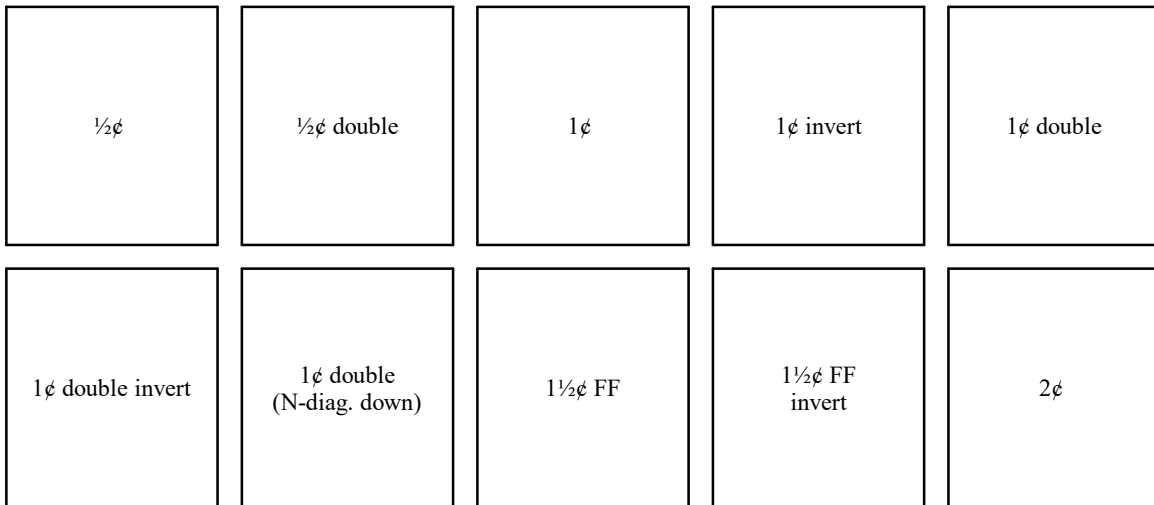 ½¢
½¢ double
1¢
1¢ invert
1¢ double
1¢ double invert
1¢ double
(N-diag. down)
1½¢ FF
1½¢ FF
invert
2¢